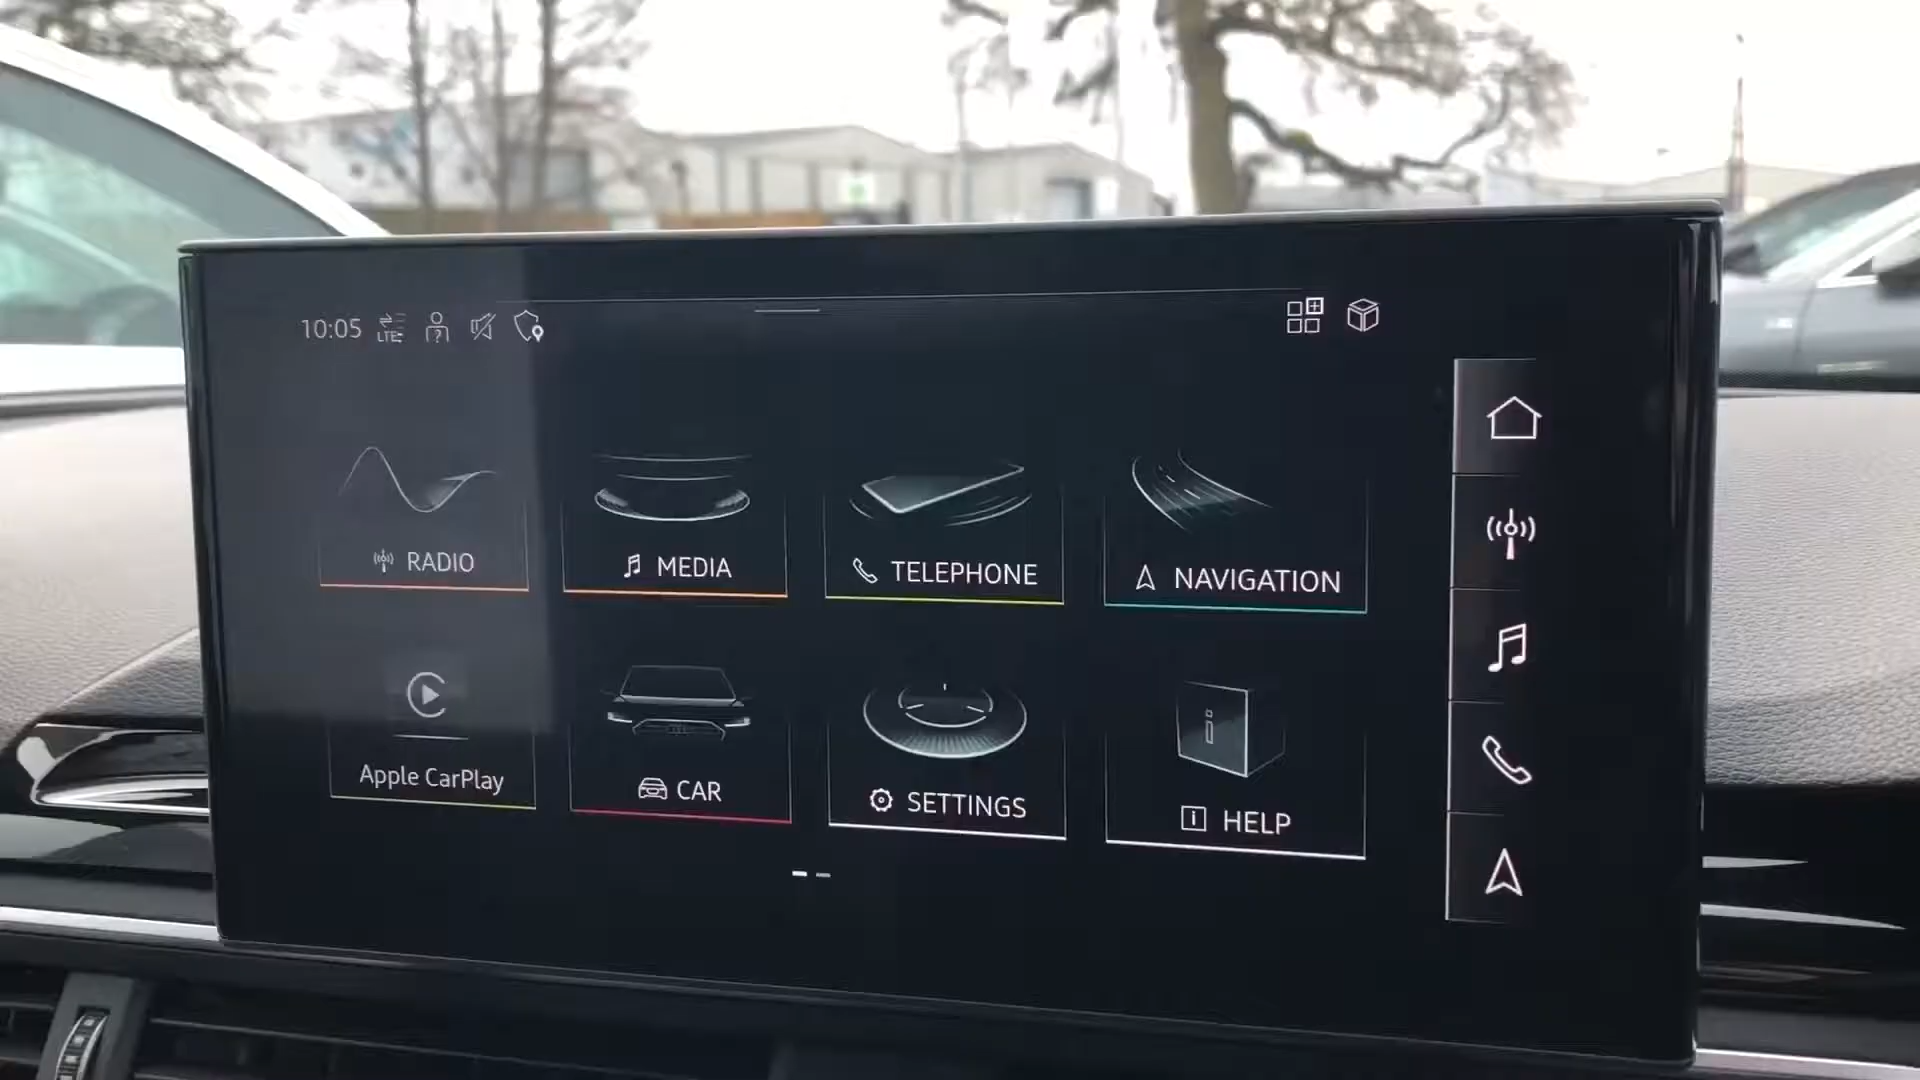 10:05 LTE
RADIO
MEDIA
TELEPHONE
NAVIGATION
Apple CarPlay
CAR
SETTINGS
HELP